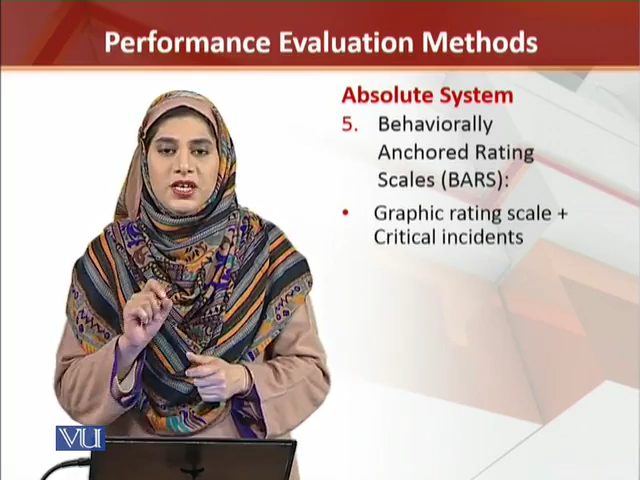 Performance Evaluation Methods
Absolute System
5. Behaviorally
Anchored Rating
Scales (BARS):
• Graphic rating scale +
Critical incidents
VU